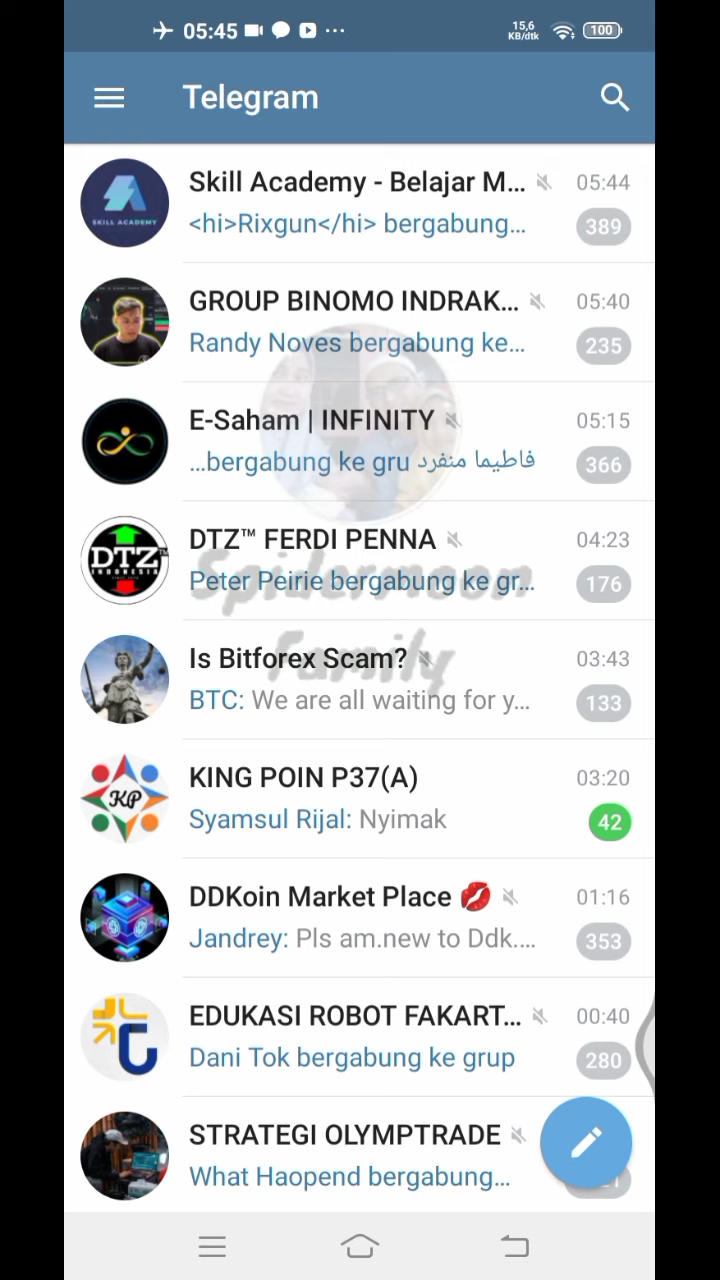 05:45
15,6
KB/dtk
100
Telegram
Skill Academy - Belajar M...
05:44
SKILL ACADEMY
<hi>Rixgun</hi> bergabung...
389
GROUP BINOMO INDRAK...
05:40
Randy Noves bergabung ke...
235
E-Saham | INFINITY
05:15
...bergabung ke gru فاطيما منفرد
366
DTZ™ FERDI PENNA
04:23
DTZ
INDONESIA
Peter Peirie bergabung ke gr...
176
Spidermoon
Family
Is Bitforex Scam?
03:43
BTC: We are all waiting for y...
133
KING POIN P37(A)
03:20
KP
Syamsul Rijal: Nyimak
42
DDKoin Market Place 💋
01:16
Jandrey: Pls am.new to Ddk....
353
EDUKASI ROBOT FAKART...
00:40
Dani Tok bergabung ke grup
280
STRATEGI OLYMPTRADE
What Haopend bergabung...